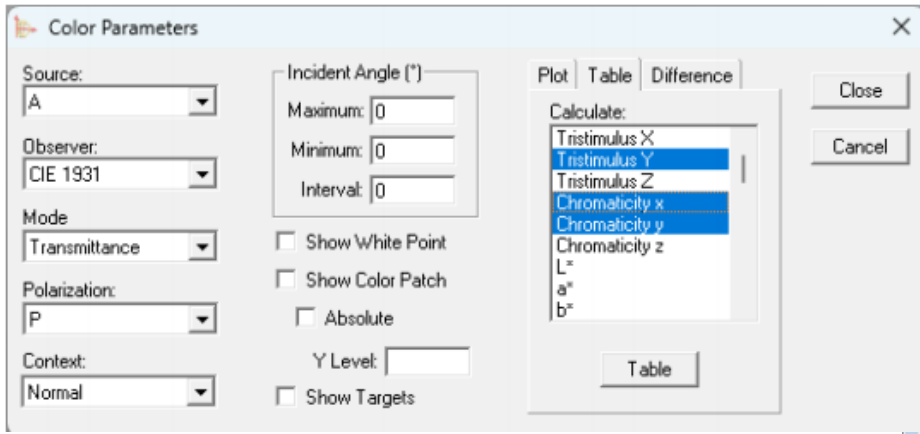 Color Parameters
Source:
A
Observer:
CIE 1931
Mode
Transmittance
Polarization:
P
Context:
Normal
Incident Angle (°)
Maximum: 0
Minimum: 0
Interval: 0
Show White Point
Show Color Patch
Absolute
Y Level:
Show Targets
Plot Table Difference
Calculate:
Tristimulus X
Tristimulus Y
Tristimulus Z
Chromaticity x
Chromaticity y
Chromaticity z
L*
a*
b*
Table
Close
Cancel